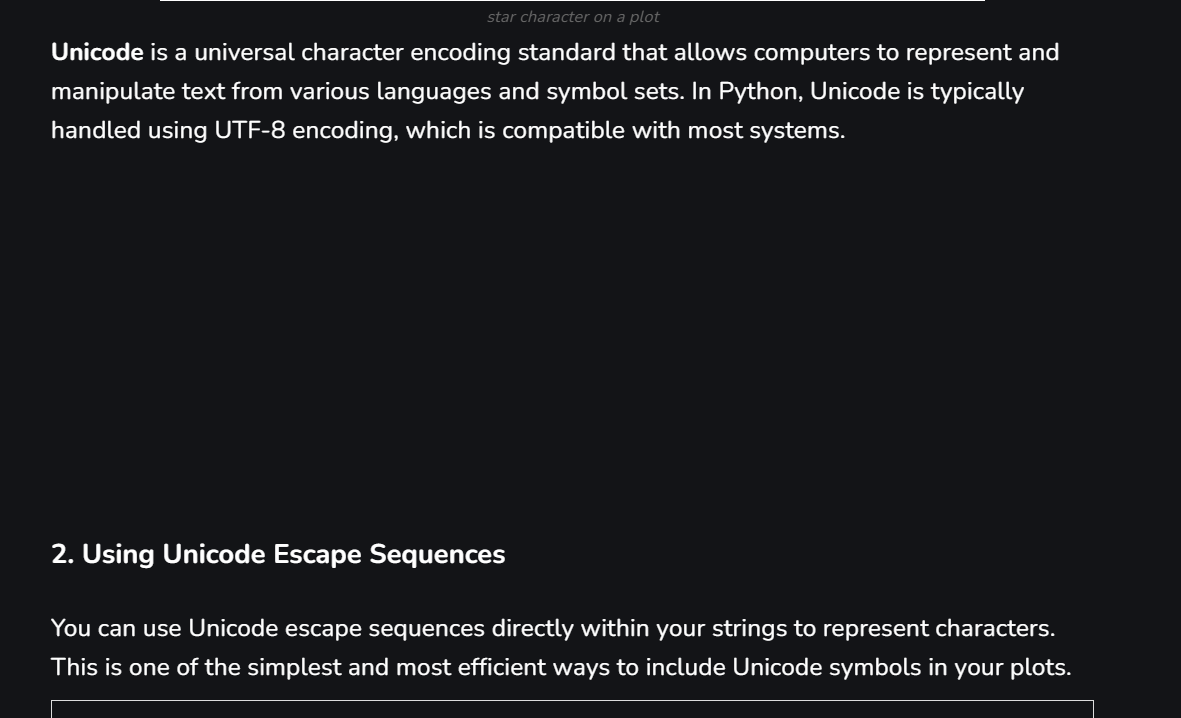 star character on a plot
Unicode is a universal character encoding standard that allows computers to represent and
manipulate text from various languages and symbol sets. In Python, Unicode is typically
handled using UTF-8 encoding, which is compatible with most systems.
2. Using Unicode Escape Sequences
You can use Unicode escape sequences directly within your strings to represent characters.
This is one of the simplest and most efficient ways to include Unicode symbols in your plots.